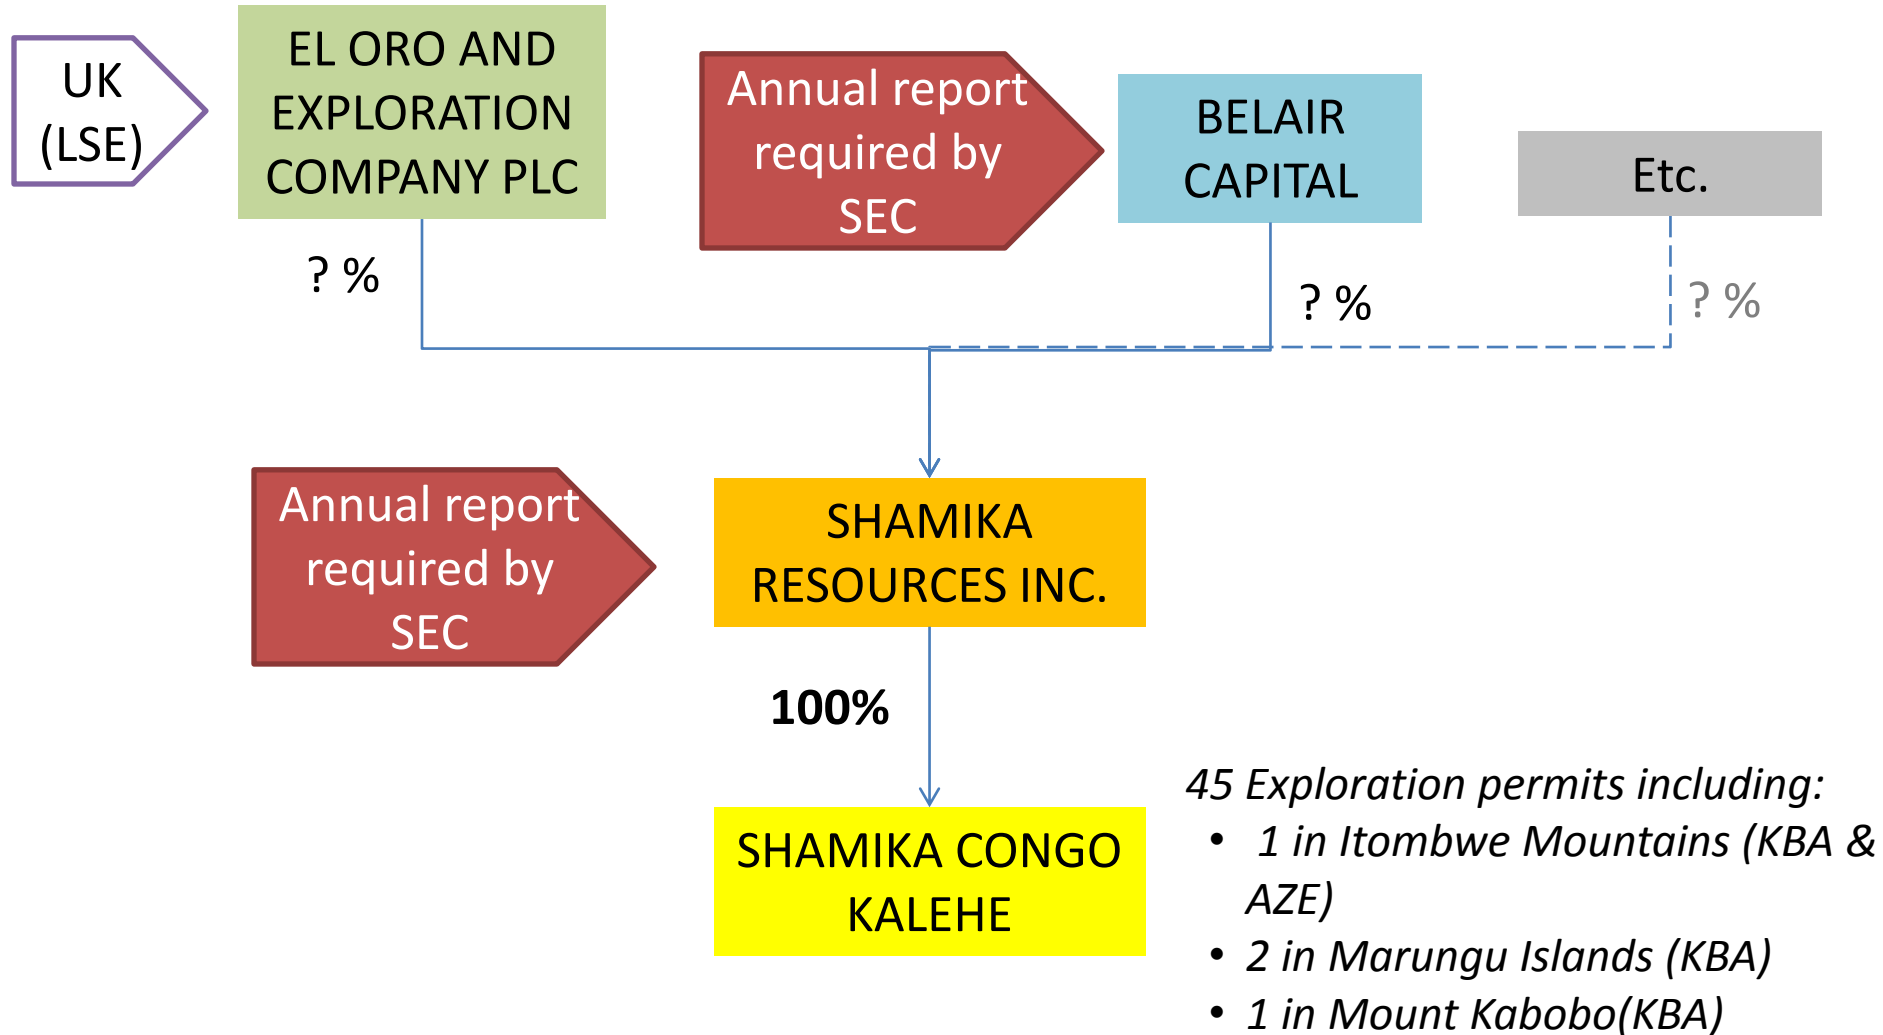 UK
(LSE)
EL ORO AND
EXPLORATION
COMPANY PLC
Annual report
required by
SEC
BELAIR
CAPITAL
Etc.
? %
? %
? %
Annual report
required by
SEC
SHAMIKA
RESOURCES INC.
100%
SHAMIKA CONGO
KALEHE
45 Exploration permits including:
• 1 in Itombwe Mountains (KBA &
AZE)
• 2 in Marungu Islands (KBA)
• 1 in Mount Kabobo(KBA)